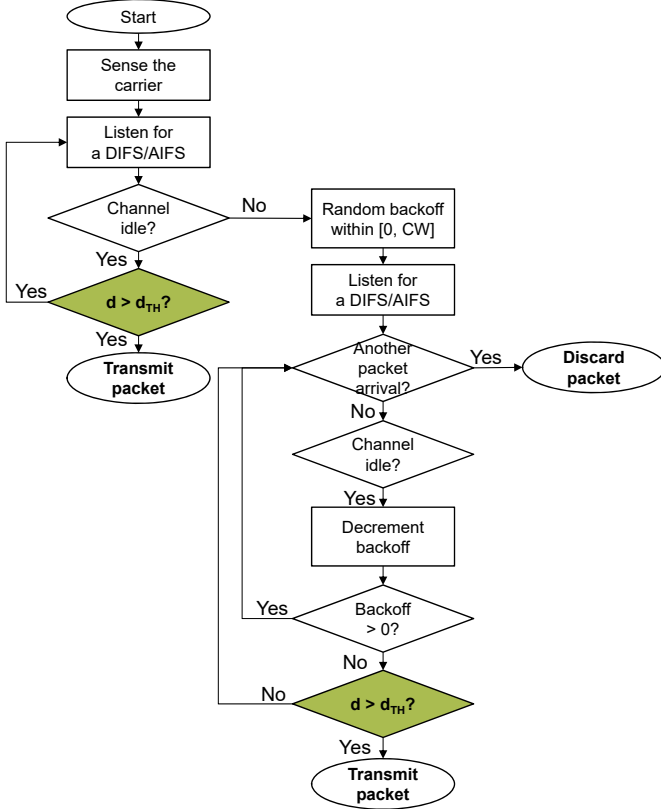 Start
Sense the
carrier
Listen for
a DIFS/AIFS
Channel
idle?
No
Random backoff
within [0, CW]
Yes
Listen for
a DIFS/AIFS
Yes
d > dTH?
Yes
Transmit
packet
Another
packet
arrival?
Yes
Discard
packet
No
Channel
idle?
Yes
Decrement
backoff
Yes
Backoff
> 0?
No
No
d > dTH?
Yes
Transmit
packet